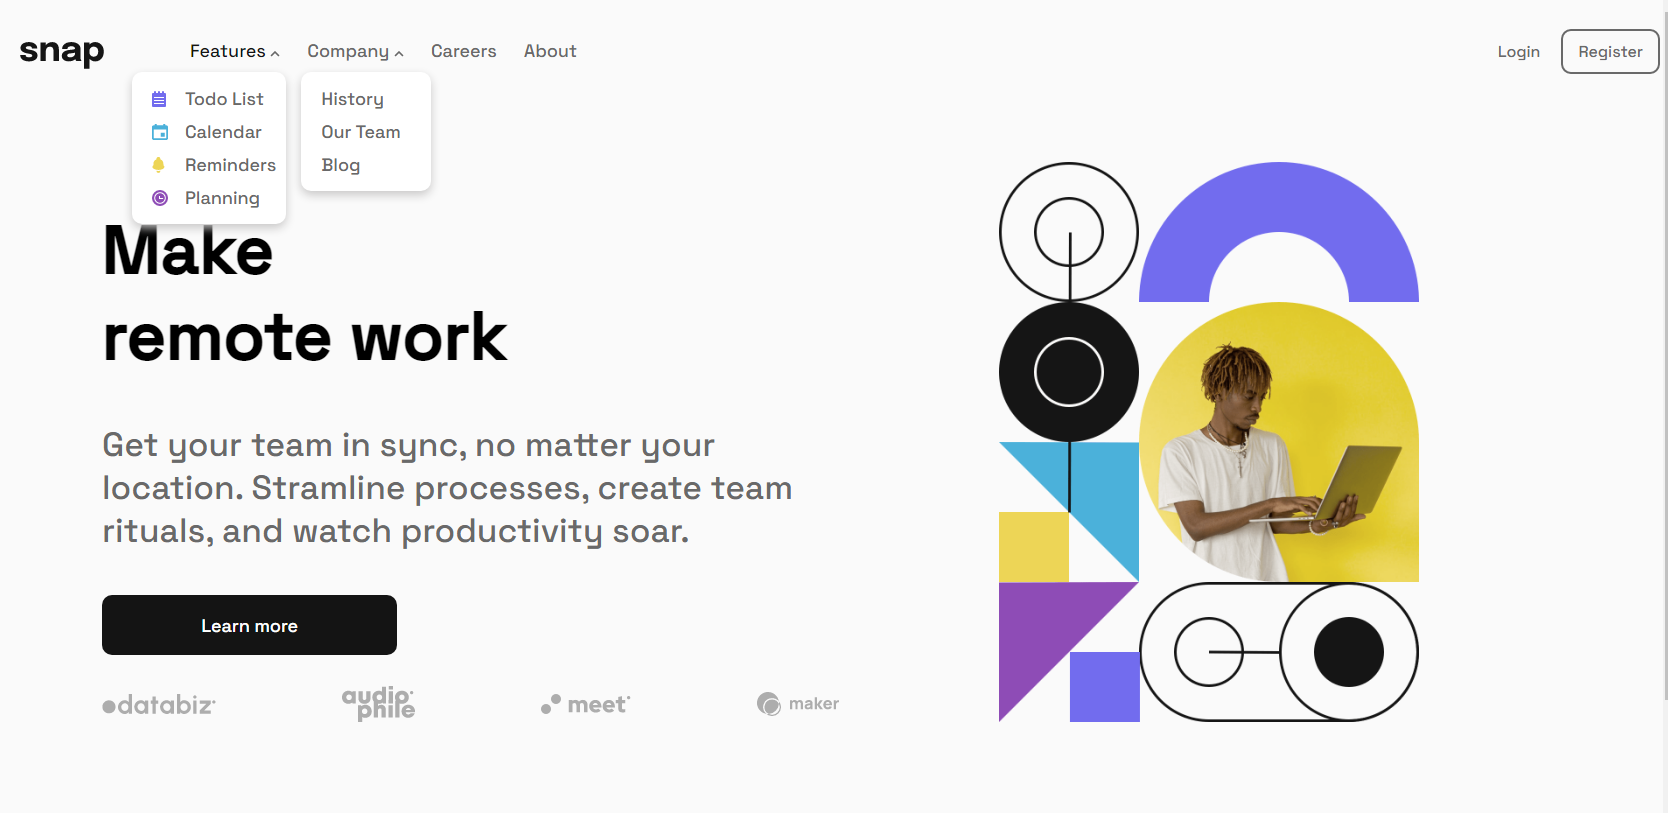 snap
Features
Company
Careers
About
Login
Register
Todo List
Calendar
Reminders
Planning
History
Our Team
Blog
Make
remote work
Get your team in sync, no matter your
location. Stramline processes, create team
rituals, and watch productivity soar.
Learn more
databiz
audio
phile
meet
maker